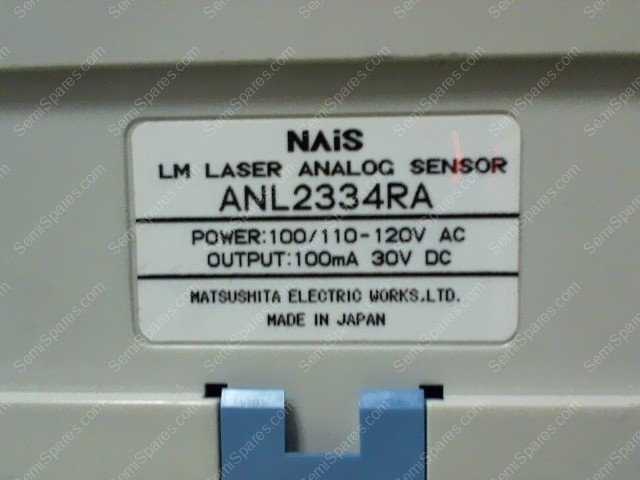 NAiS
LM LASER ANALOG SENSOR
ANL2334RA
POWER:100/110-120V AC
OUTPUT:100mA 30V DC
MATSUSHITA ELECTRIC WORKS,LTD.
MADE IN JAPAN
SemiSpares.com